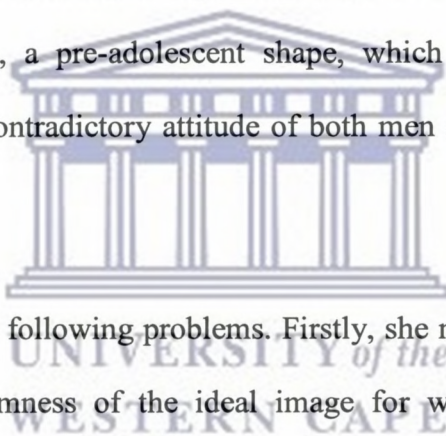 , a pre-adolescent shape, which
ontradictory attitude of both men
following problems. Firstly, she
UNIVERSITY of the
mness of the ideal image for
WESTERN CAPE